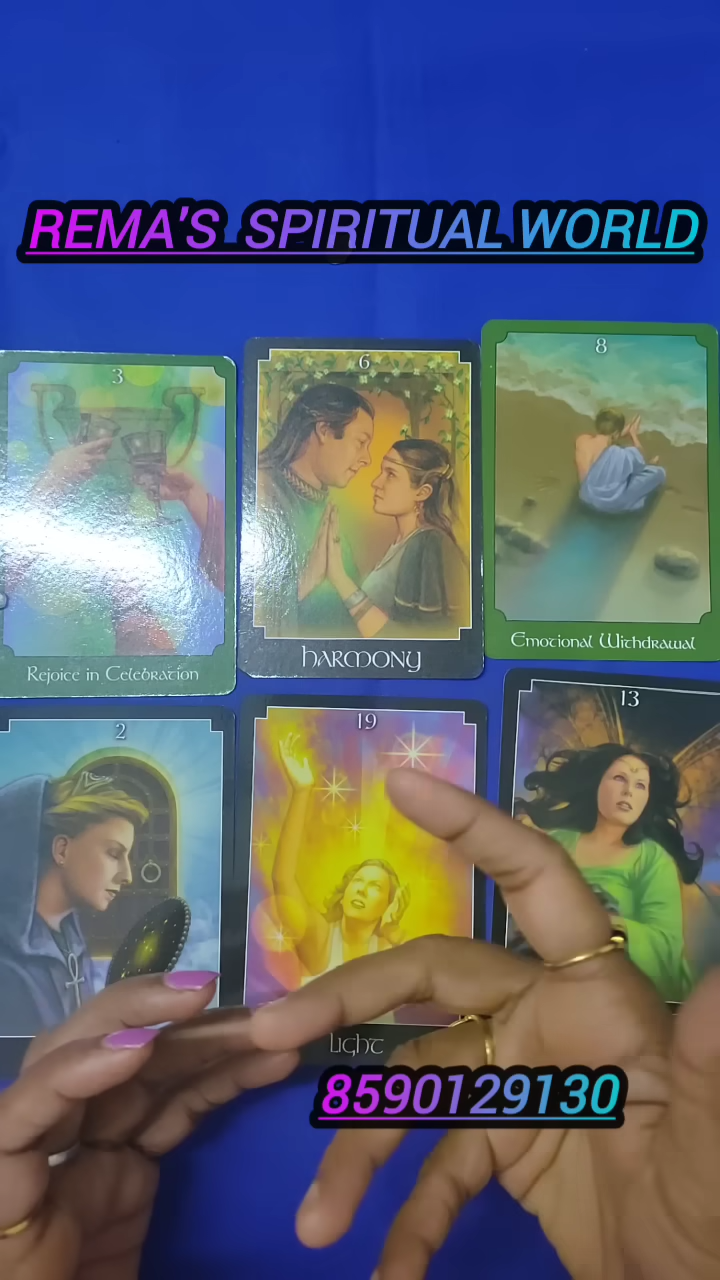 REMA'S SPIRITUAL WORLD
3
6
8
Rejoice in Celebration
HARMONY
Emotional Withdrawal
2
19
13
LIGHT
8590129130